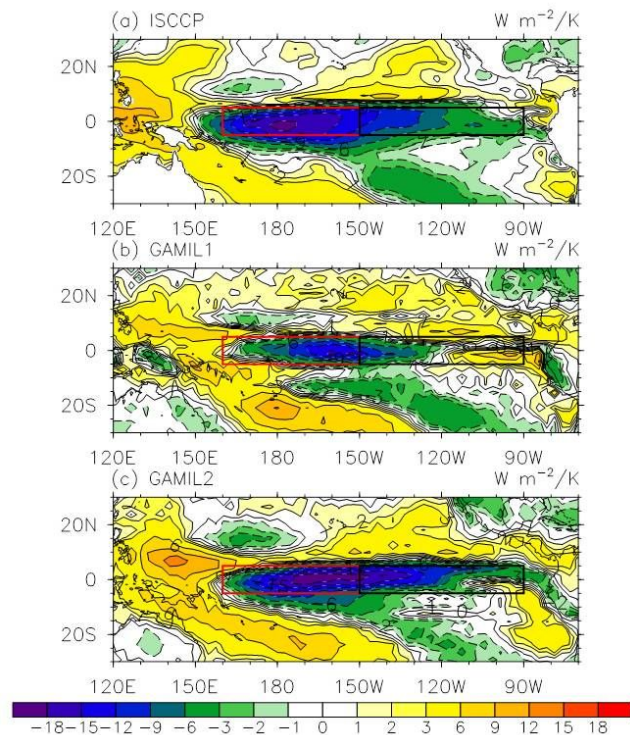 (a) ISCCP W m⁻²/K
20N
0
20S
120E 150E 180 150W 120W 90W
(b) GAMIL1 W m⁻²/K
20N
0
20S
120E 150E 180 150W 120W 90W
(c) GAMIL2 W m⁻²/K
20N
0
20S
120E 150E 180 150W 120W 90W
−18 −15 −12 −9 −6 −3 −2 −1 0 1 2 3 6 9 12 15 18